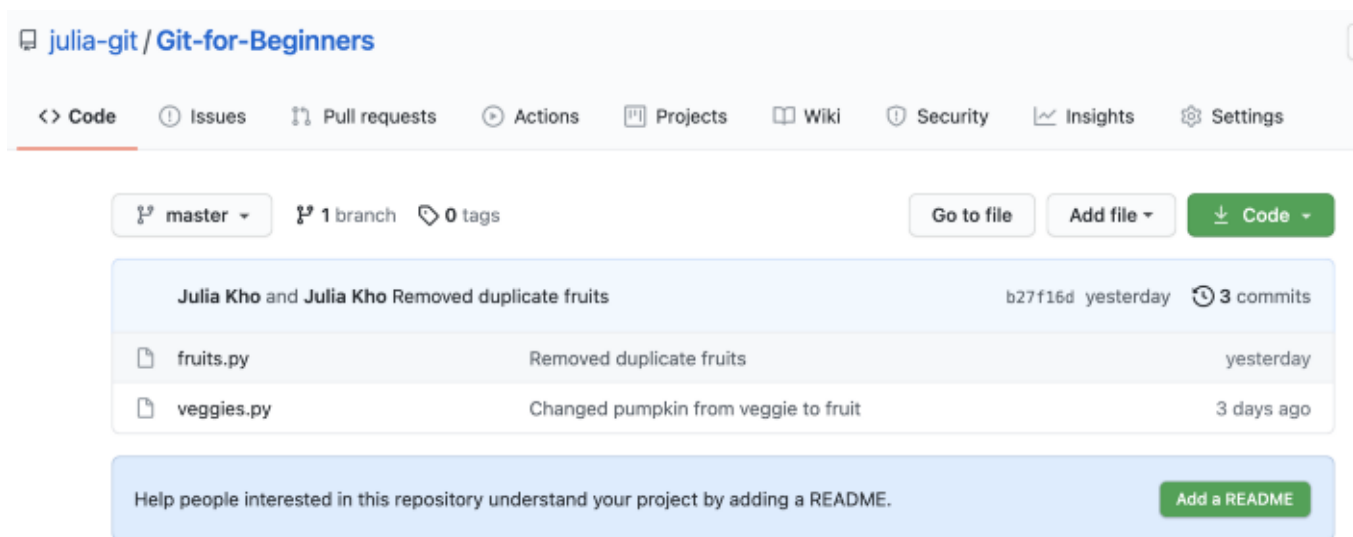 julia-git / Git-for-Beginners
<> Code Issues Pull requests Actions Projects Wiki Security Insights Settings
master 1 branch 0 tags Go to file Add file Code
Julia Kho and Julia Kho Removed duplicate fruits b27f16d yesterday 3 commits
fruits.py Removed duplicate fruits yesterday
veggies.py Changed pumpkin from veggie to fruit 3 days ago
Help people interested in this repository understand your project by adding a README. Add a README